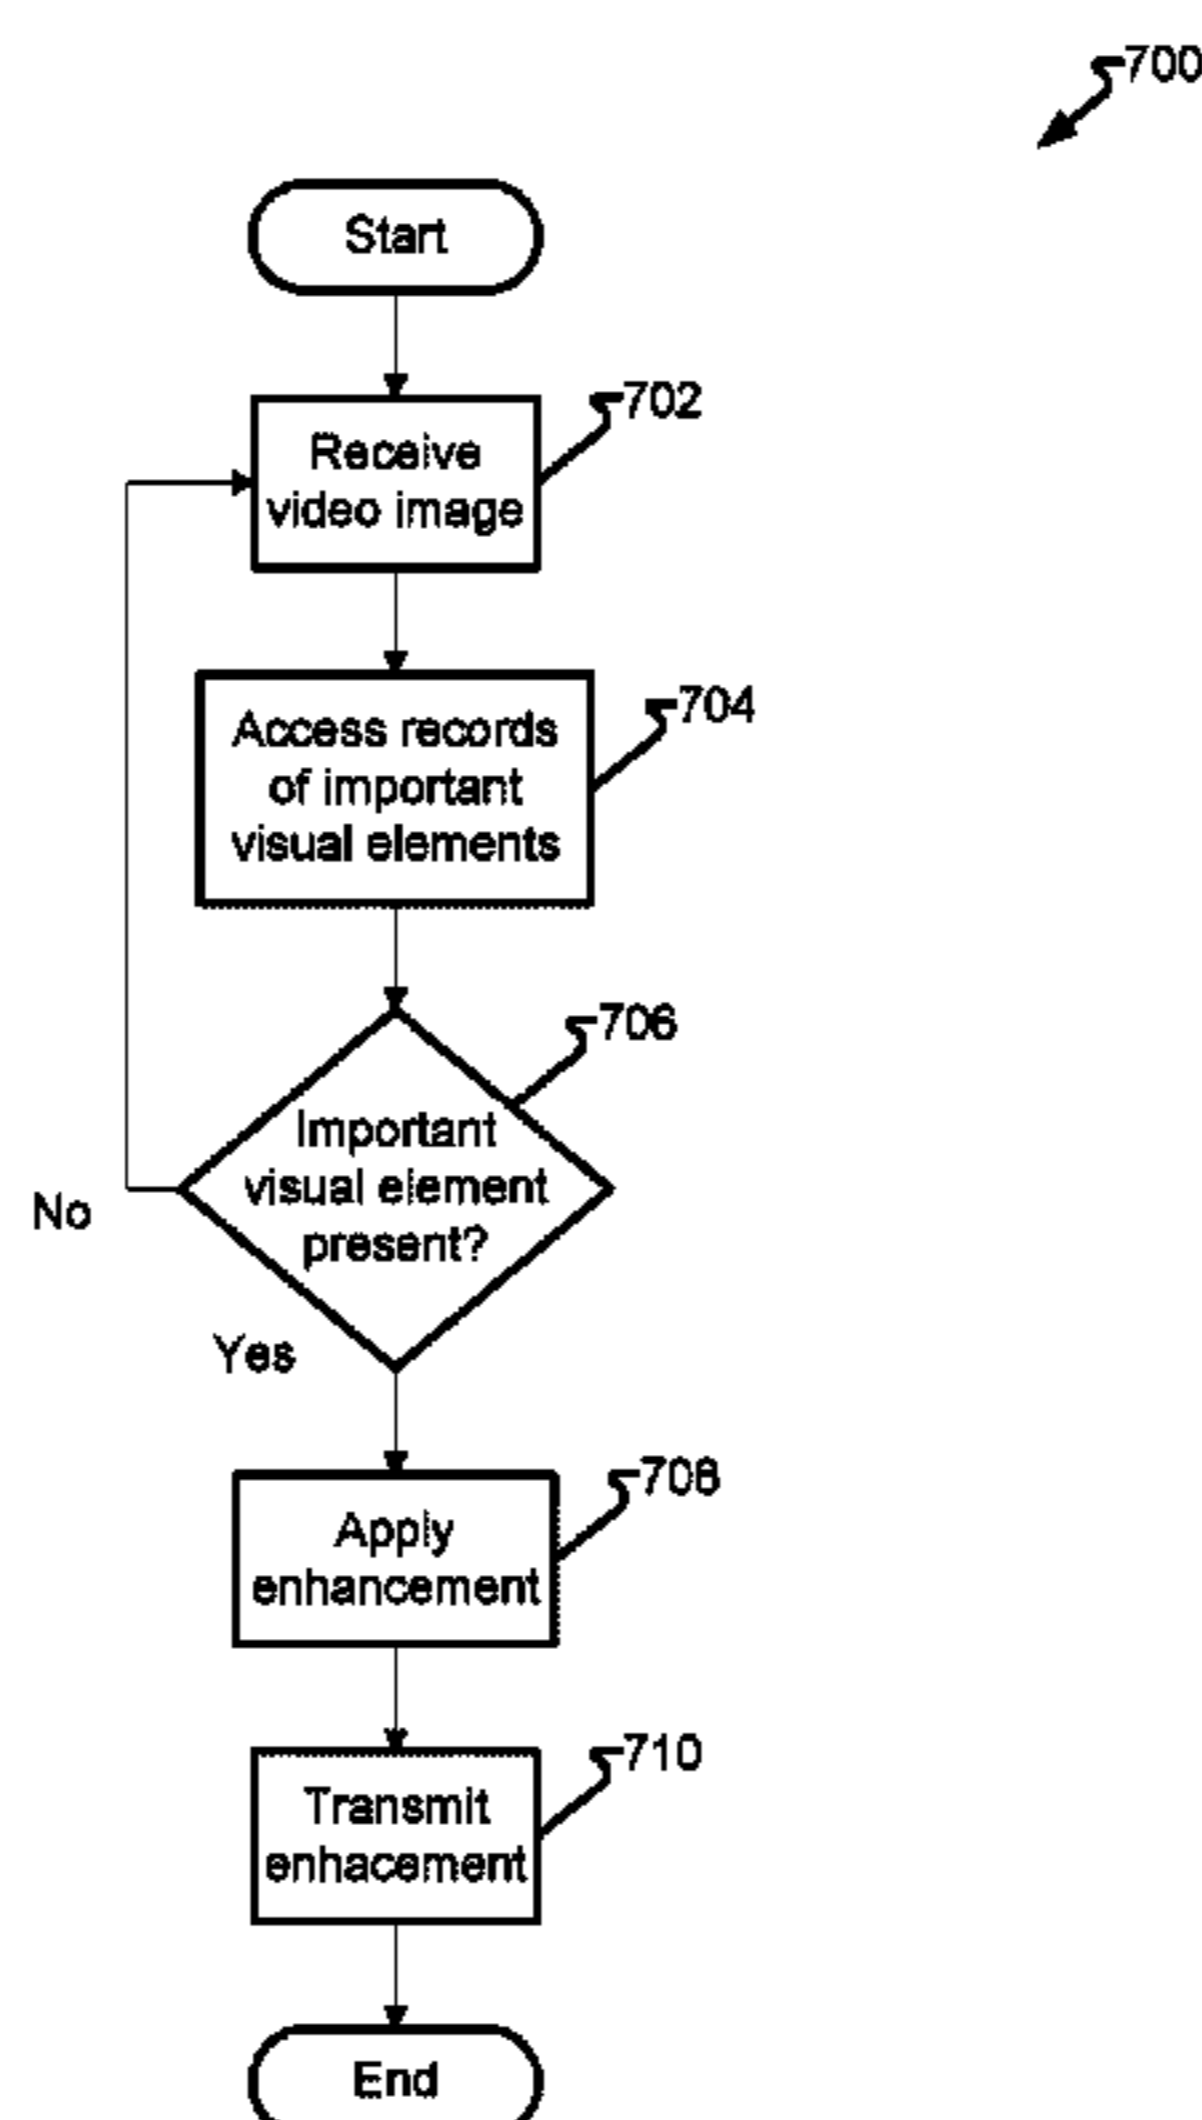 700
Start
702
Receive
video image
704
Access records
of important
visual elements
706
Important
visual element
present?
No
Yes
708
Apply
enhancement
710
Transmit
enhacement
End